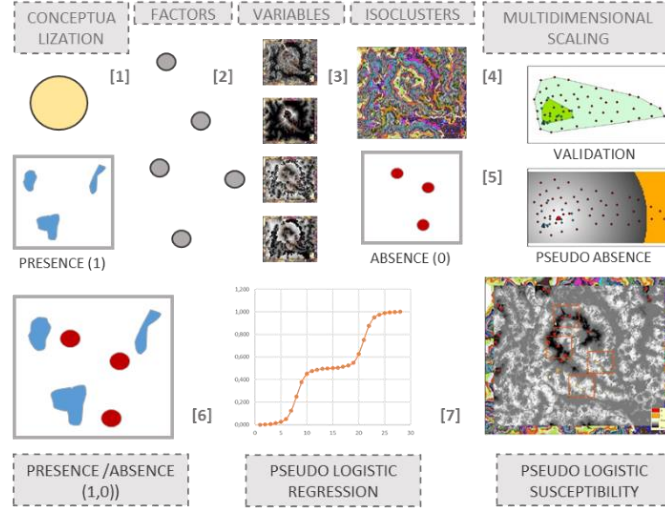 CONCEPTUA
LIZATION
FACTORS
VARIABLES
ISOCLUSTERS
MULTIDIMENSIONAL
SCALING
[1]
[2]
[3]
[4]
VALIDATION
[5]
PRESENCE (1)
ABSENCE (0)
PSEUDO ABSENCE
1,200
1,000
0,800
0,600
0,400
0,200
0,000
0 5 10 15 20 25 30
[6]
[7]
PRESENCE /ABSENCE
(1,0))
PSEUDO LOGISTIC
REGRESSION
PSEUDO LOGISTIC
SUSCEPTIBILITY